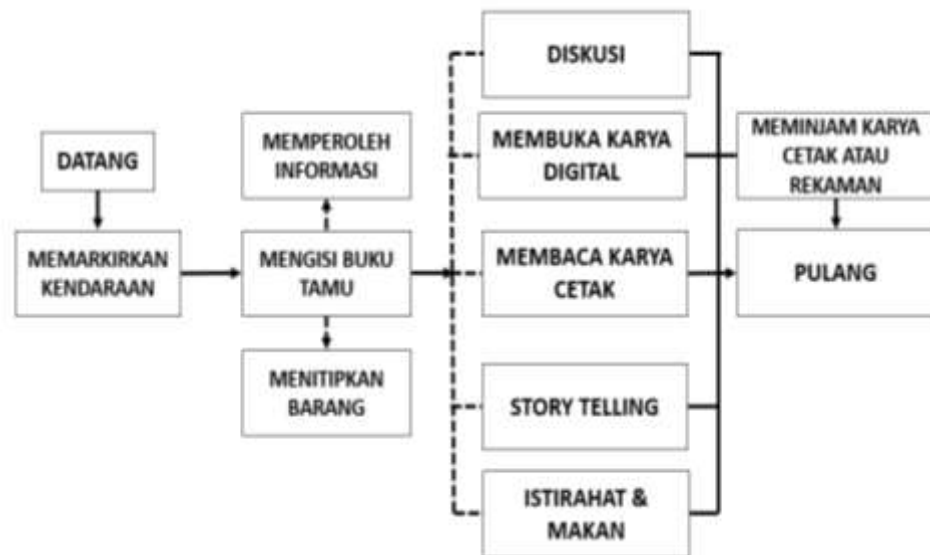 DATANG
MEMARKIRKAN
KENDARAAN
MEMPEROLEH
INFORMASI
MENGISI BUKU
TAMU
MENITIPKAN
BARANG
DISKUSI
MEMBUKA KARYA
DIGITAL
MEMBACA KARYA
CETAK
STORY TELLING
ISTIRAHAT &
MAKAN
MEMINJAM KARYA
CETAK ATAU
REKAMAN
PULANG